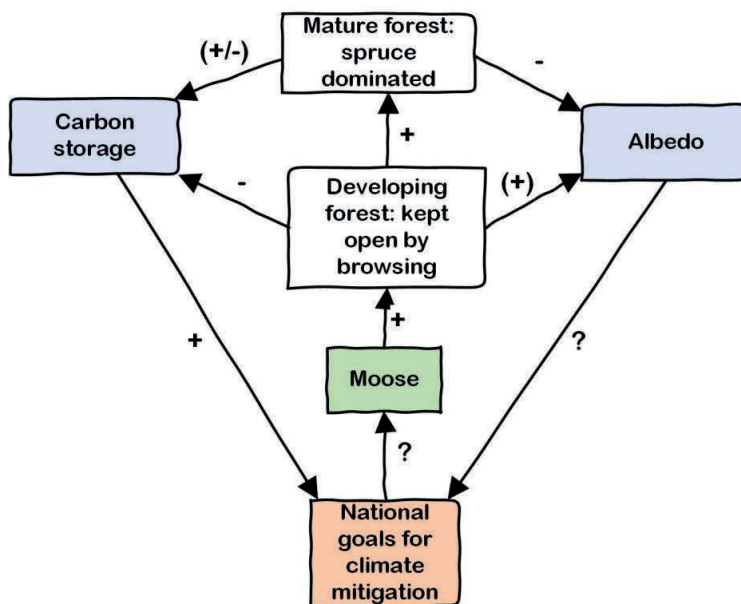 Mature forest:
spruce
dominated
(+/-)
-
Carbon
storage
Albedo
+
-
(+)
Developing
forest: kept
open by
browsing
+
+
?
Moose
?
National
goals for
climate
mitigation